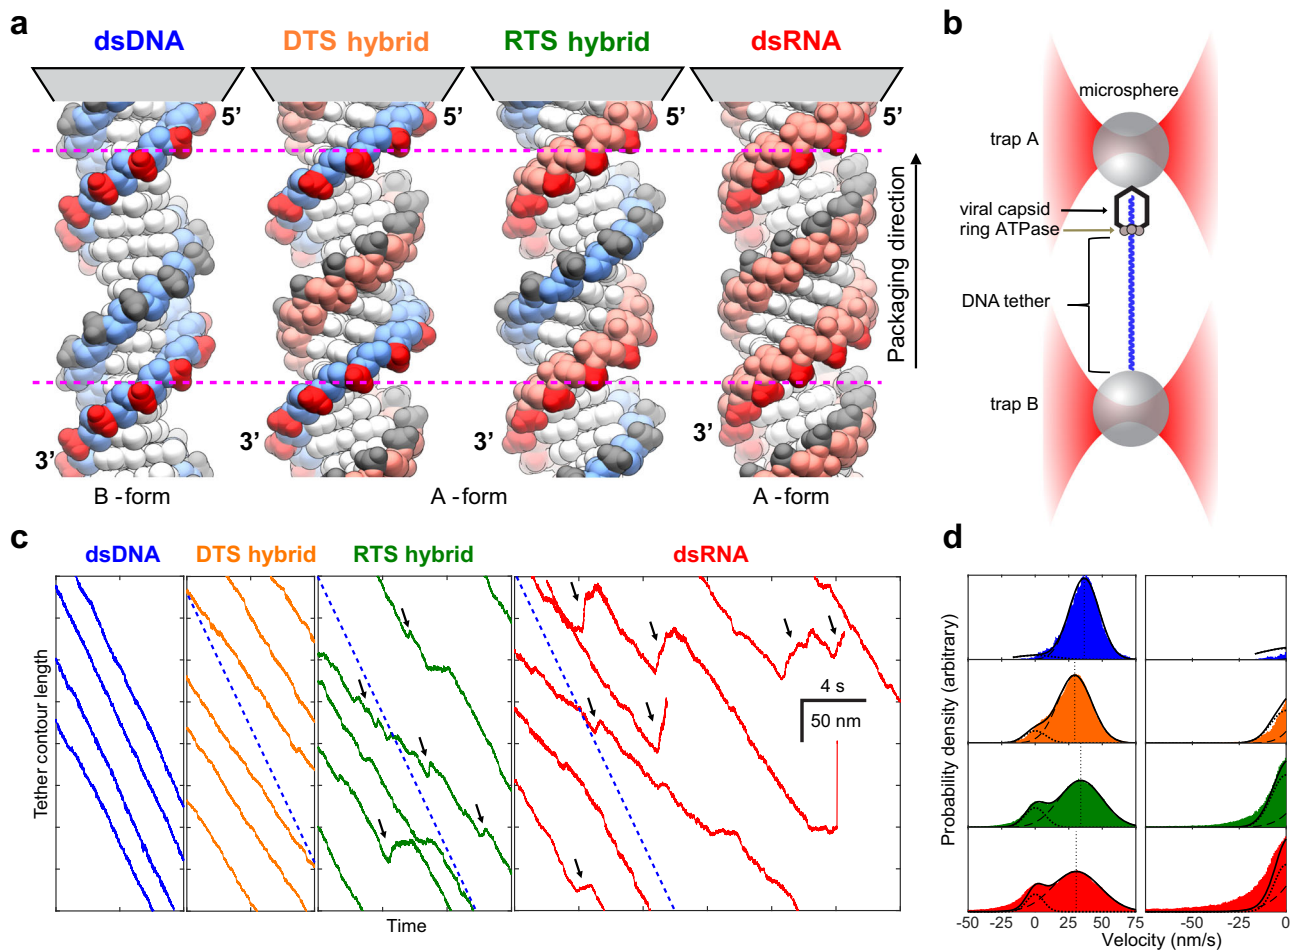 a
dsDNA
DTS hybrid
RTS hybrid
dsRNA
5’
5’
5’
5’
3’
3’
3’
3’
Packaging direction
B -form
A -form
A -form
b
microsphere
trap A
viral capsid
ring ATPase
DNA tether
trap B
c
dsDNA
DTS hybrid
RTS hybrid
dsRNA
Tether contour length
4 s
50 nm
Time
d
Probability density (arbitrary)
-50 -25 0 25 50 75
-50 -25 0
Velocity (nm/s)